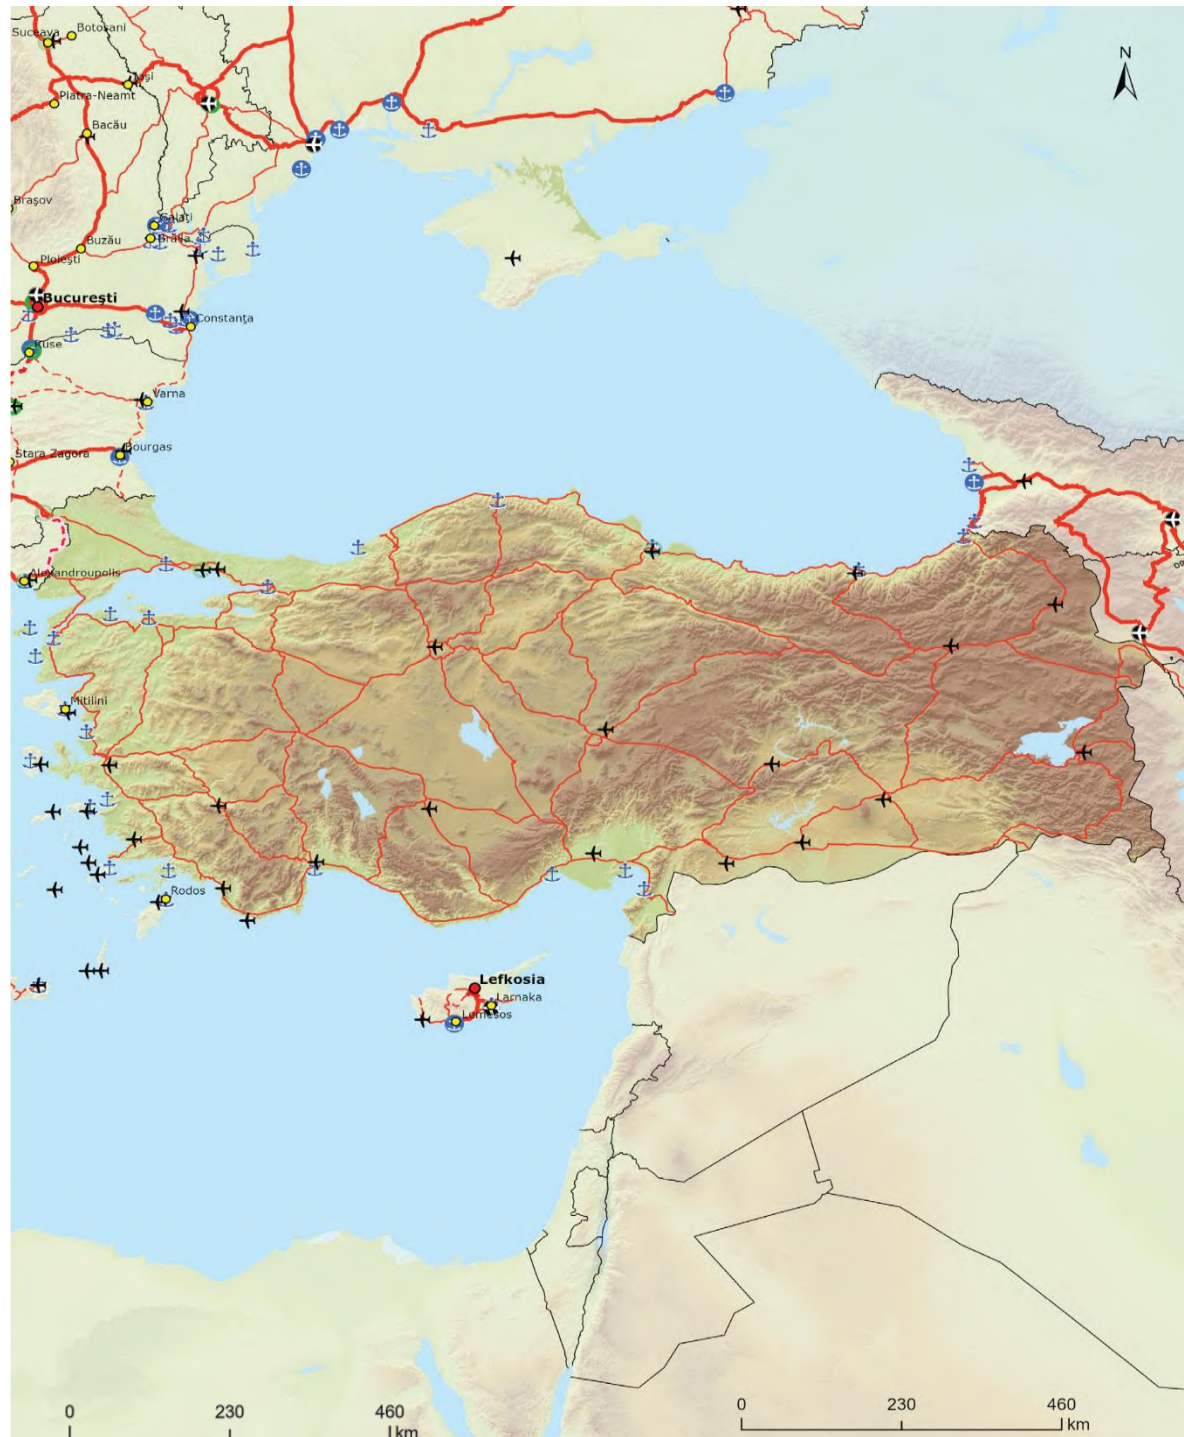 Suceava
Botoşani
N
Iaşi
Piatra-Neamt
Bacău
Braşov
Galaţi
Brăila
Buzău
Ploieşti
Bucureşti
Constanţa
Ruse
Varna
Bourgas
Stara Zagora
Alexandroupolis
Mitilini
Rodos
Lefkosia
Larnaka
Lemesos
0 230 460
km
0 230 460
km